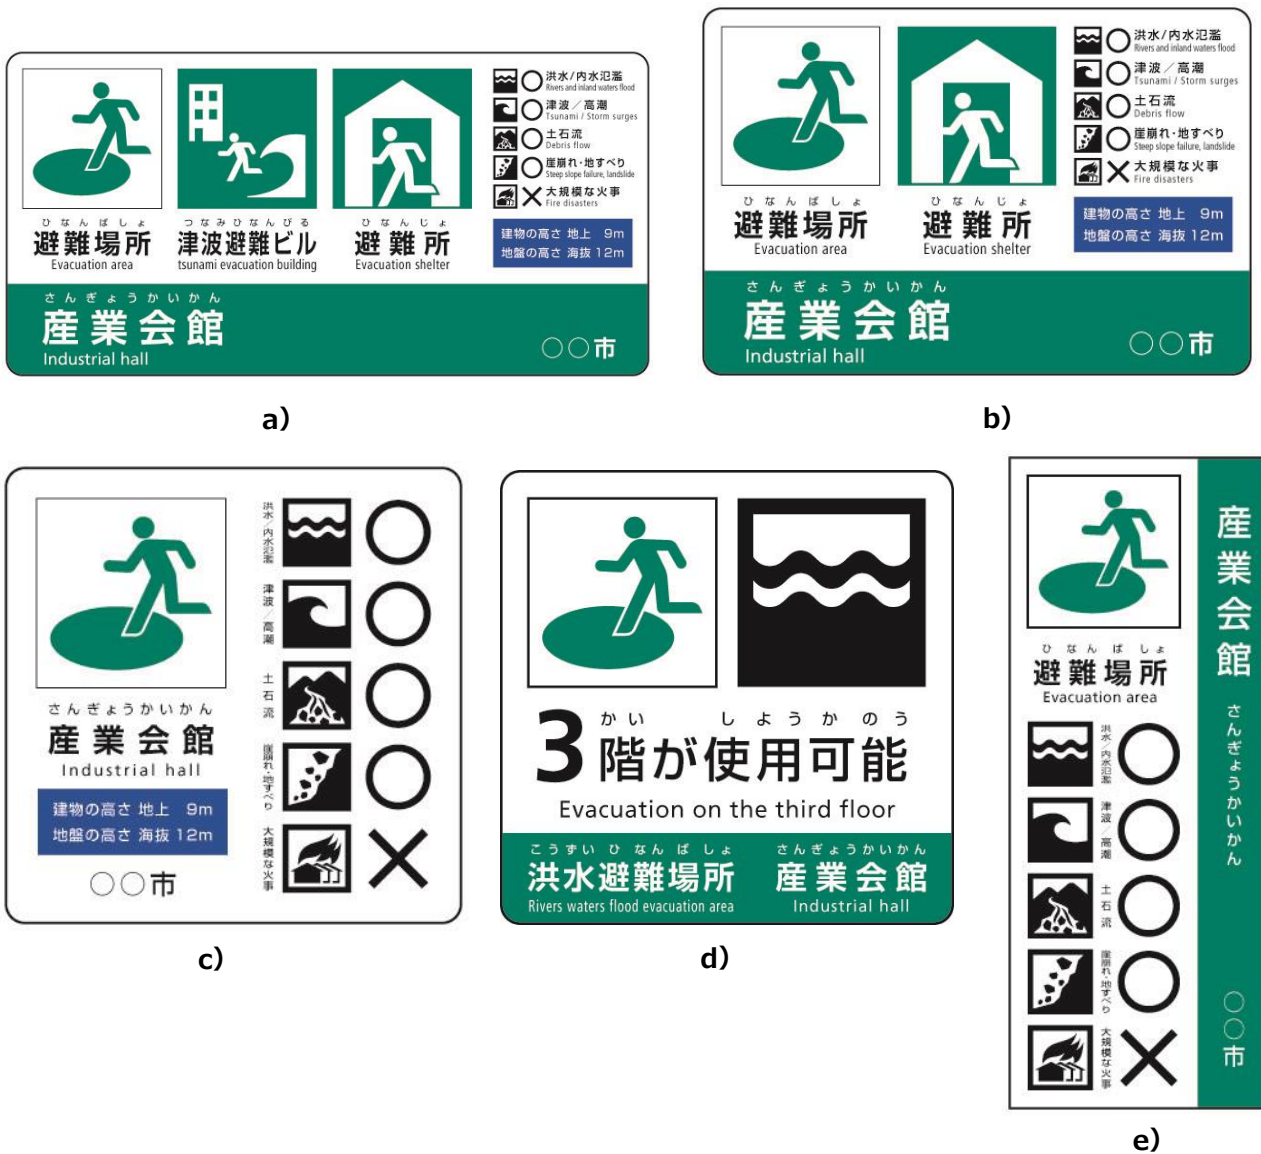 ひなんばしょ
避難場所
Evacuation area
つなみひなんびる
津波避難ビル
tsunami evacuation building
ひなんじょ
避難所
Evacuation shelter
洪水/内水氾濫
Rivers and inland waters flood
津波／高潮
Tsunami / Storm surges
土石流
Debris flow
崖崩れ・地すべり
Steep slope failure, landslide
大規模な火事
Fire disasters
建物の高さ 地上 9m
地盤の高さ 海抜 12m
さんぎょうかいかん
産業会館
Industrial hall
○○市
a)
ひなんばしょ
避難場所
Evacuation area
ひなんじょ
避難所
Evacuation shelter
洪水/内水氾濫
Rivers and inland waters flood
津波／高潮
Tsunami / Storm surges
土石流
Debris flow
崖崩れ・地すべり
Steep slope failure, landslide
大規模な火事
Fire disasters
建物の高さ 地上 9m
地盤の高さ 海抜 12m
さんぎょうかいかん
産業会館
Industrial hall
○○市
b)
さんぎょうかいかん
産業会館
Industrial hall
建物の高さ 地上 9m
地盤の高さ 海抜 12m
○○市
洪水/内水氾濫
津波／高潮
土石流
崖崩れ・地すべり
大規模な火事
c)
かい しようかのう
3階が使用可能
Evacuation on the third floor
こうずいひなんばしょ
洪水避難場所
Rivers waters flood evacuation area
さんぎょうかいかん
産業会館
Industrial hall
d)
ひなんばしょ
避難場所
Evacuation area
洪水/内水氾濫
津波／高潮
土石流
崖崩れ・地すべり
大規模な火事
産業会館
さんぎょうかいかん
○○市
e)